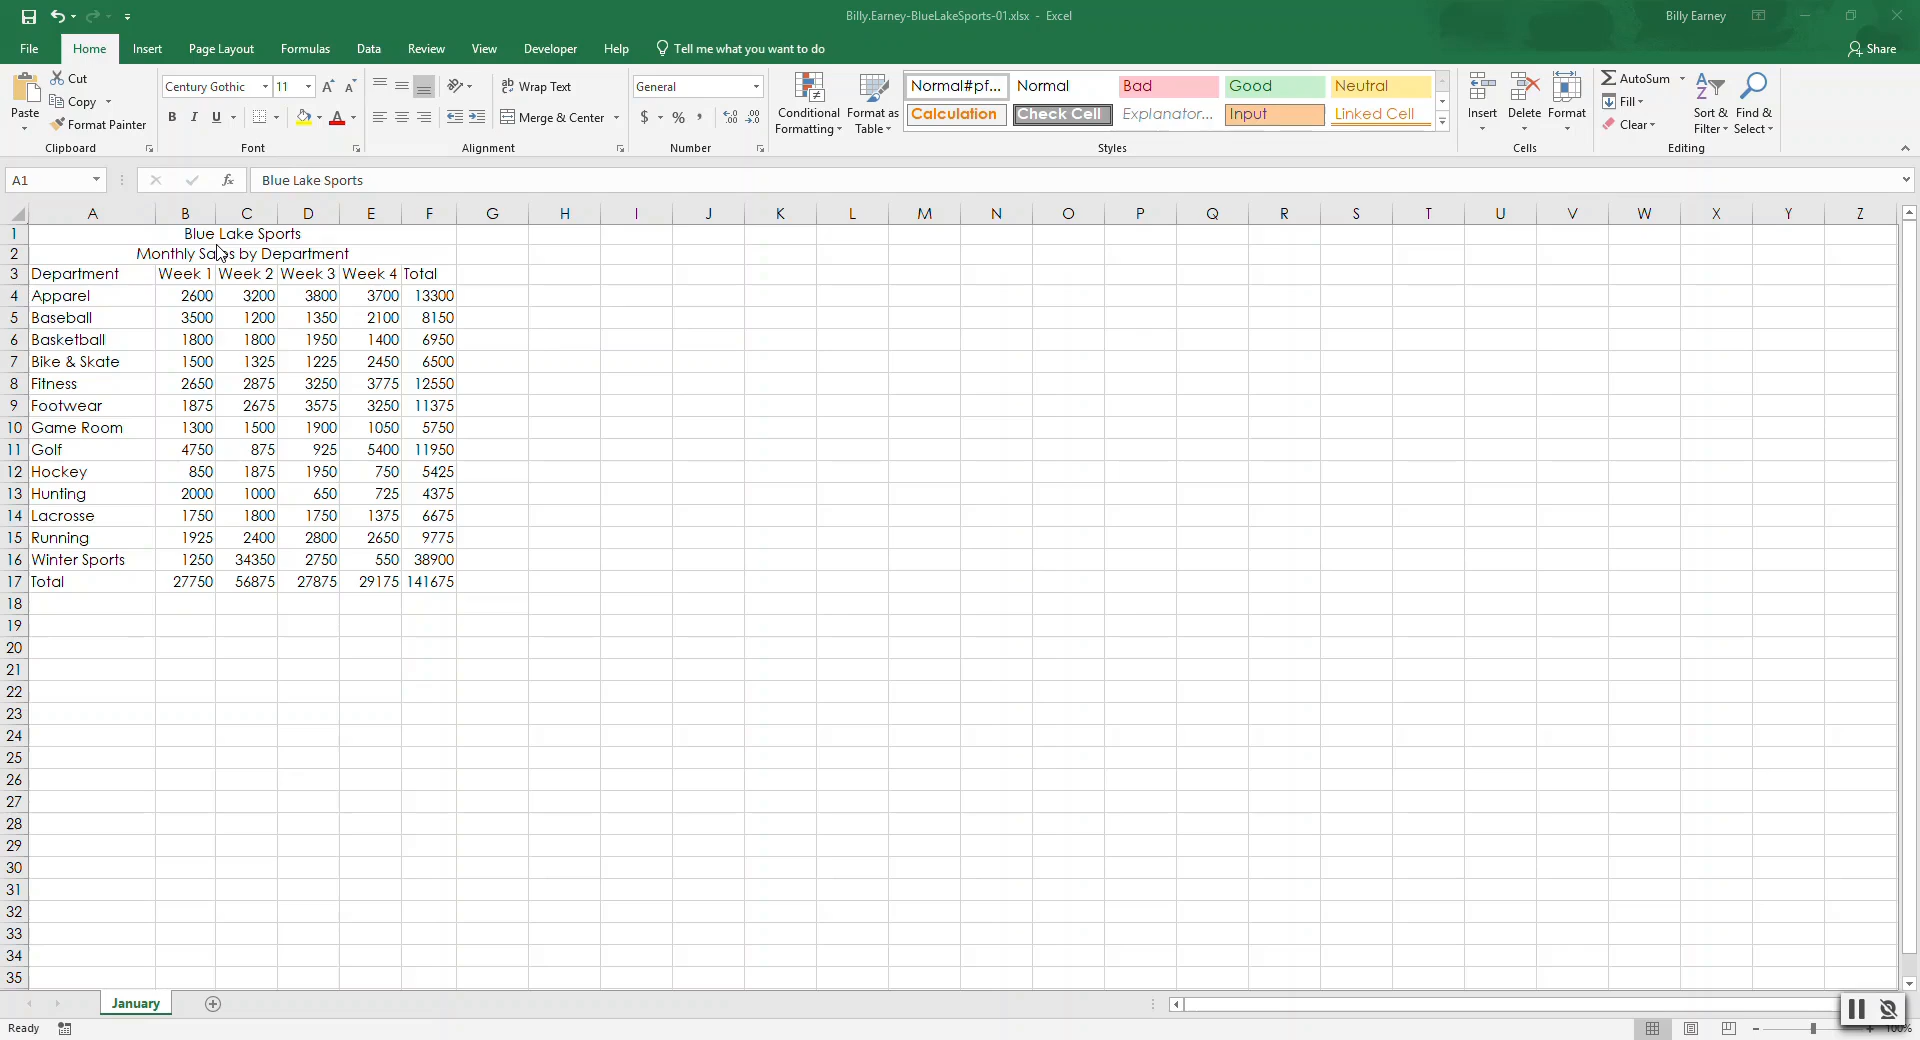 Billy.Earney-BlueLakeSports-01.xlsx - Excel
Billy Earney
File Home Insert Page Layout Formulas Data Review View Developer Help Tell me what you want to do Share
Paste
Cut
Copy
Format Painter
Clipboard
Century Gothic 11
B I U
Font
Wrap Text
Merge & Center
Alignment
General
$ % ,
Number
Conditional Formatting
Format as Table
Normal#pf... Normal Bad Good Neutral
Calculation Check Cell Explanator... Input Linked Cell
Styles
Insert Delete Format
Cells
AutoSum
Fill
Clear
Sort & Filter
Find & Select
Editing
A1 fx Blue Lake Sports
A B C D E F G H I J K L M N O P Q R S T U V W X Y Z
1 Blue Lake Sports
2 Monthly Sales by Department
3 Department Week 1 Week 2 Week 3 Week 4 Total
4 Apparel 2600 3200 3800 3700 13300
5 Baseball 3500 1200 1350 2100 8150
6 Basketball 1800 1800 1950 1400 6950
7 Bike & Skate 1500 1325 1225 2450 6500
8 Fitness 2650 2875 3250 3775 12550
9 Footwear 1875 2675 3575 3250 11375
10 Game Room 1300 1500 1900 1050 5750
11 Golf 4750 875 925 5400 11950
12 Hockey 850 1875 1950 750 5425
13 Hunting 2000 1000 650 725 4375
14 Lacrosse 1750 1800 1750 1375 6675
15 Running 1925 2400 2800 2650 9775
16 Winter Sports 1250 34350 2750 550 38900
17 Total 27750 56875 27875 29175 141675
18
19
20
21
22
23
24
25
26
27
28
29
30
31
32
33
34
35
January
Ready
100%